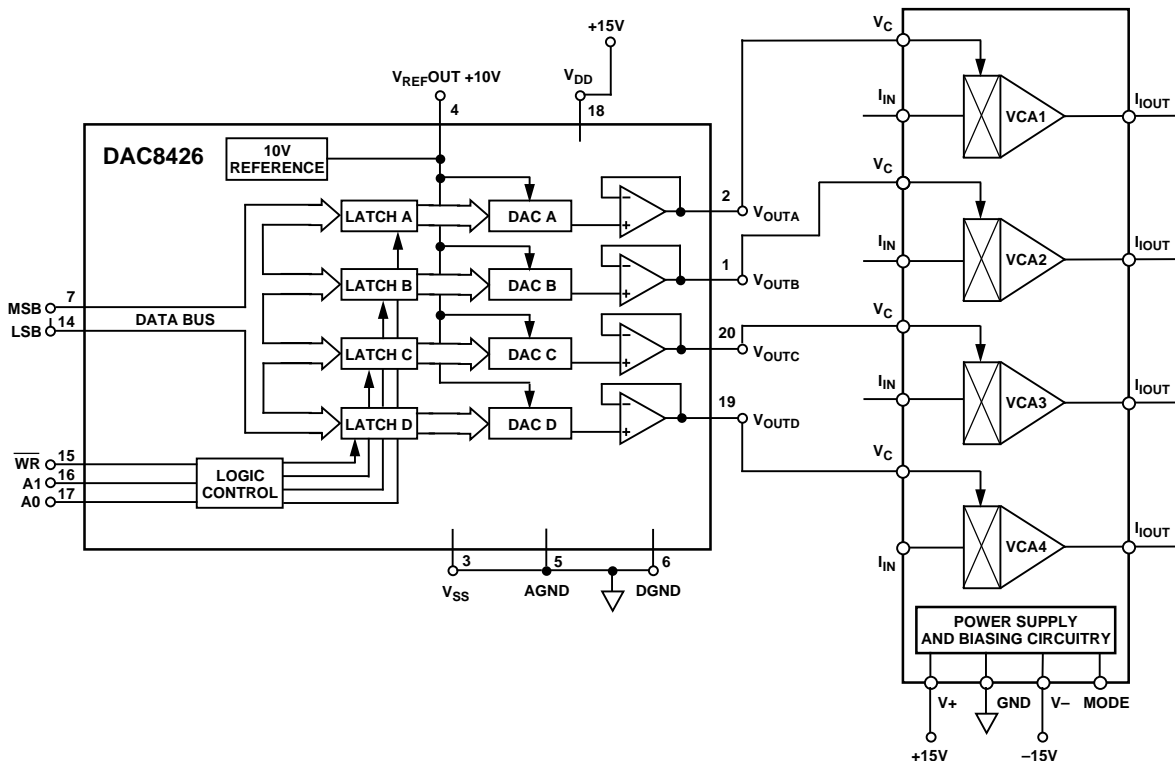 +15V
VREFOUT +10V
VDD
4
18
DAC8426
10V
REFERENCE
LATCH A
DAC A
−
+
2
VOUTA
LATCH B
DAC B
−
+
1
VOUTB
MSB
7
LSB
14
DATA BUS
LATCH C
DAC C
−
+
20
VOUTC
LATCH D
DAC D
−
+
19
VOUTD
WR
15
A1
16
A0
17
LOGIC
CONTROL
3
5
6
VSS
AGND
DGND
VC
IIN
VCA1
IIOUT
VC
IIN
VCA2
IIOUT
VC
IIN
VCA3
IIOUT
VC
IIN
VCA4
IIOUT
POWER SUPPLY
AND BIASING CIRCUITRY
V+
GND
V–
MODE
+15V
–15V